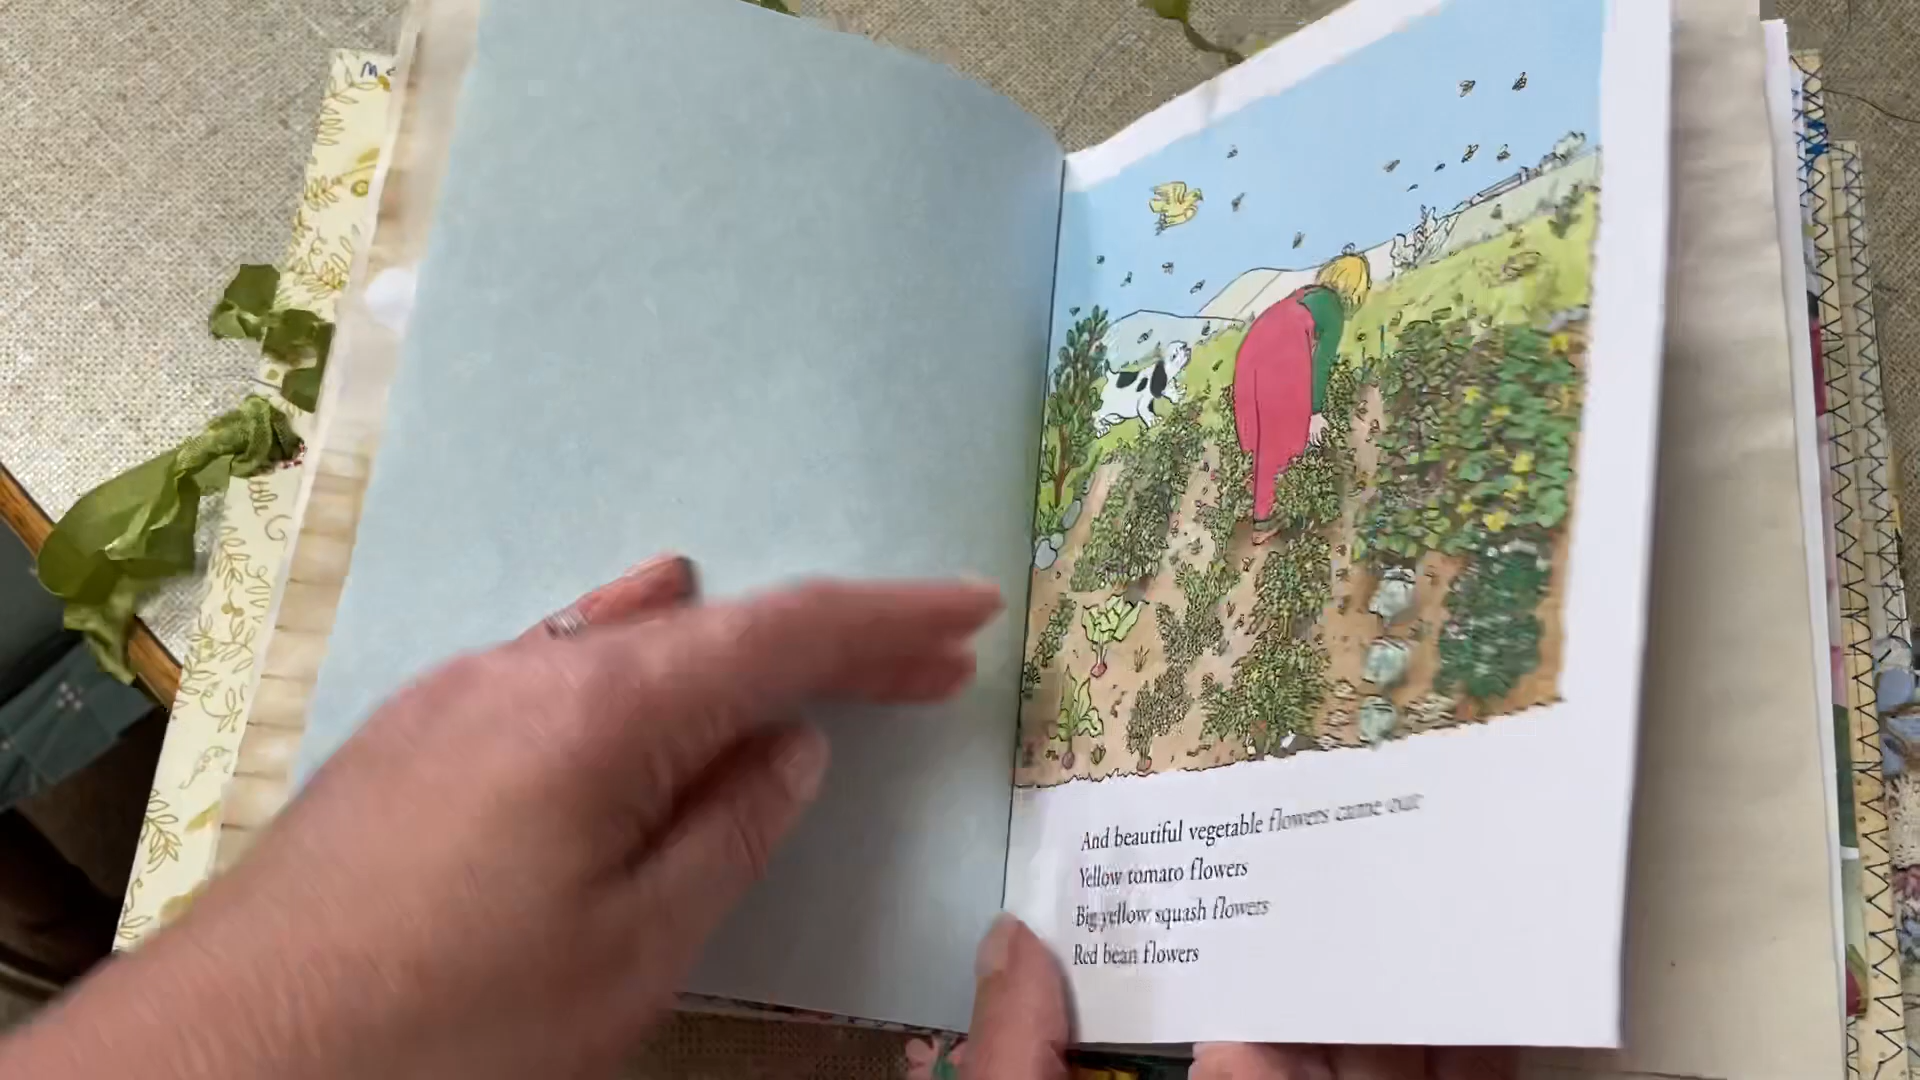 And beautiful vegetable flowers came out
Yellow tomato flowers
Big yellow squash flowers
Red bean flowers